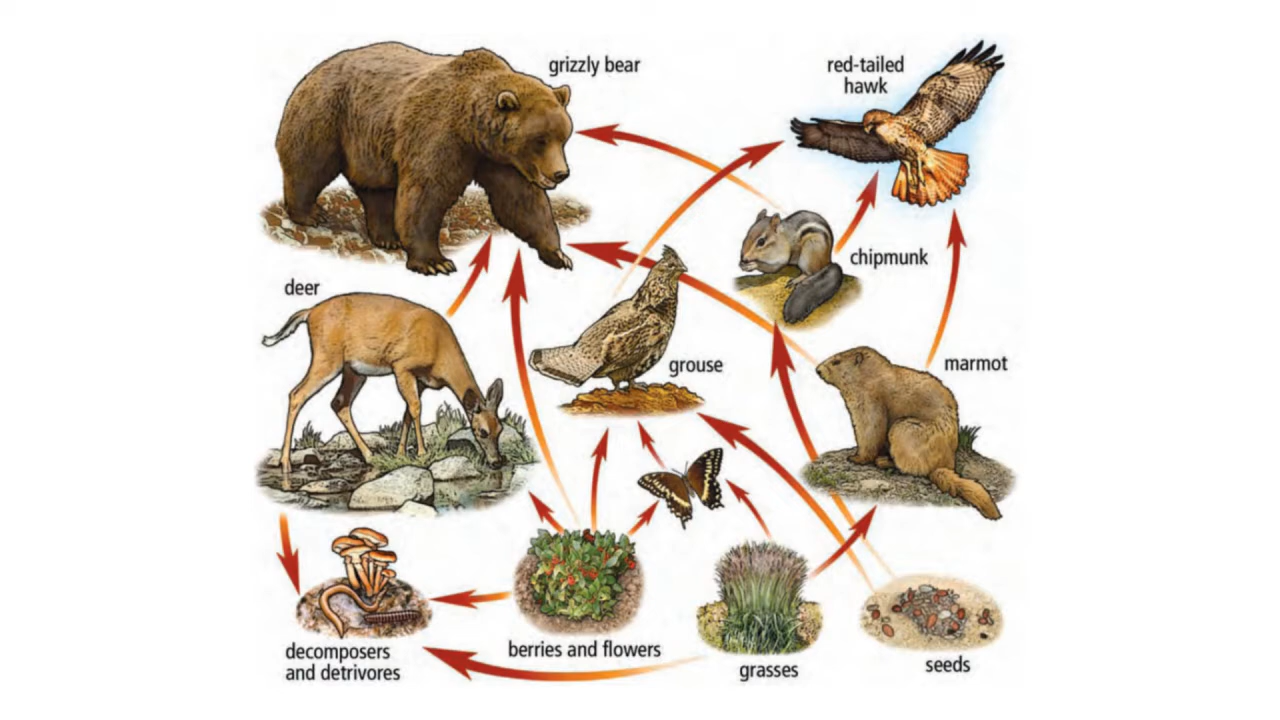 grizzly bear
red-tailed
hawk
chipmunk
deer
grouse
marmot
decomposers
and detrivores
berries and flowers
grasses
seeds